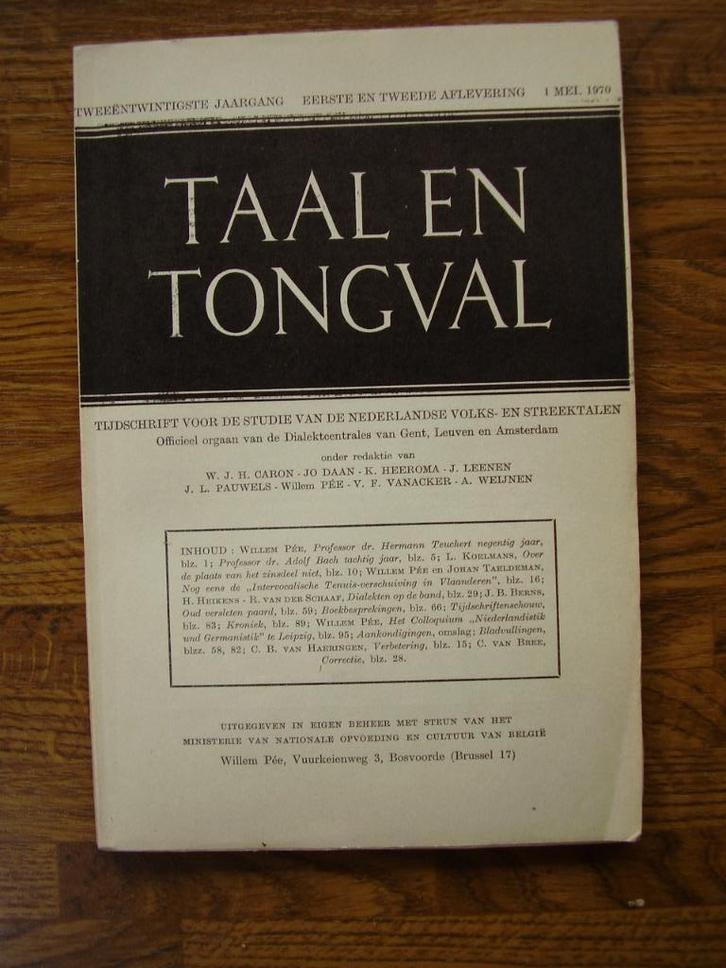 TWEEËNTWINTIGSTE JAARGANG EERSTE EN TWEEDE AFLEVERING 1 MEI. 1970
TAAL EN
TONGVAL
TIJDSCHRIFT VOOR DE STUDIE VAN DE NEDERLANDSE VOLKS- EN STREEKTALEN
Officieel orgaan van de Dialektcentrales van Gent, Leuven en Amsterdam
onder redaktie van
W. J. H. CARON - JO DAAN - K. HEEROMA - J. LEENEN
J. L. PAUWELS - Willem PÉE - V. F. VANACKER - A. WEIJNEN
INHOUD : WILLEM PÉE, Professor dr. Hermann Teuchert negentig jaar,
blz. 1; Professor dr. Adolf Bach tachtig jaar, blz. 5; L. KOELMANS, Over
de plaats van het zinsdeel niet, blz. 10; WILLEM PÉE en JOHAN TAELDEMAN,
Nog eens de „Intervocalische Tenuis-verschuiving in Vlaanderen", blz. 16;
H. HEIKENS - R. VAN DER SCHAAF, Dialekten op de band, blz. 29; J. B. BERNS,
Oud versleten paard, blz. 59; Boekbesprekingen, blz. 66; Tijdschriftenschouw,
blz. 83; Kroniek, blz. 89; WILLEM PÉE, Het Colloquium „Niederlandistik
und Germanistik" te Leipzig, blz. 95; Aankondigingen, omslag; Bladvullingen,
blzz. 58, 82; C. B. VAN HAERINGEN, Verbetering, blz. 15; C. VAN BREE,
Correctie, blz. 28.
UITGEGEVEN IN EIGEN BEHEER MET STEUN VAN HET
MINISTERIE VAN NATIONALE OPVOEDING EN CULTUUR VAN BELGIË
Willem Pée, Vuurkeienweg 3, Bosvoorde (Brussel 17)